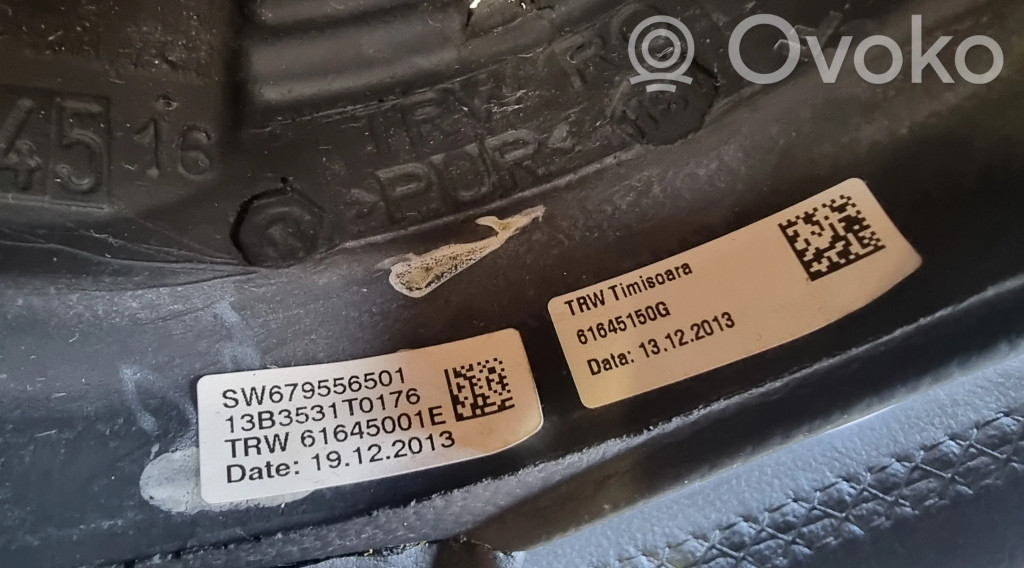 Ovoko
45
16
TRW
>PUR<
TRW Timisoara
61645150G
Data: 13.12.2013
SW679556501
13B3531T0176
TRW 61645001E
Date: 19.12.2013